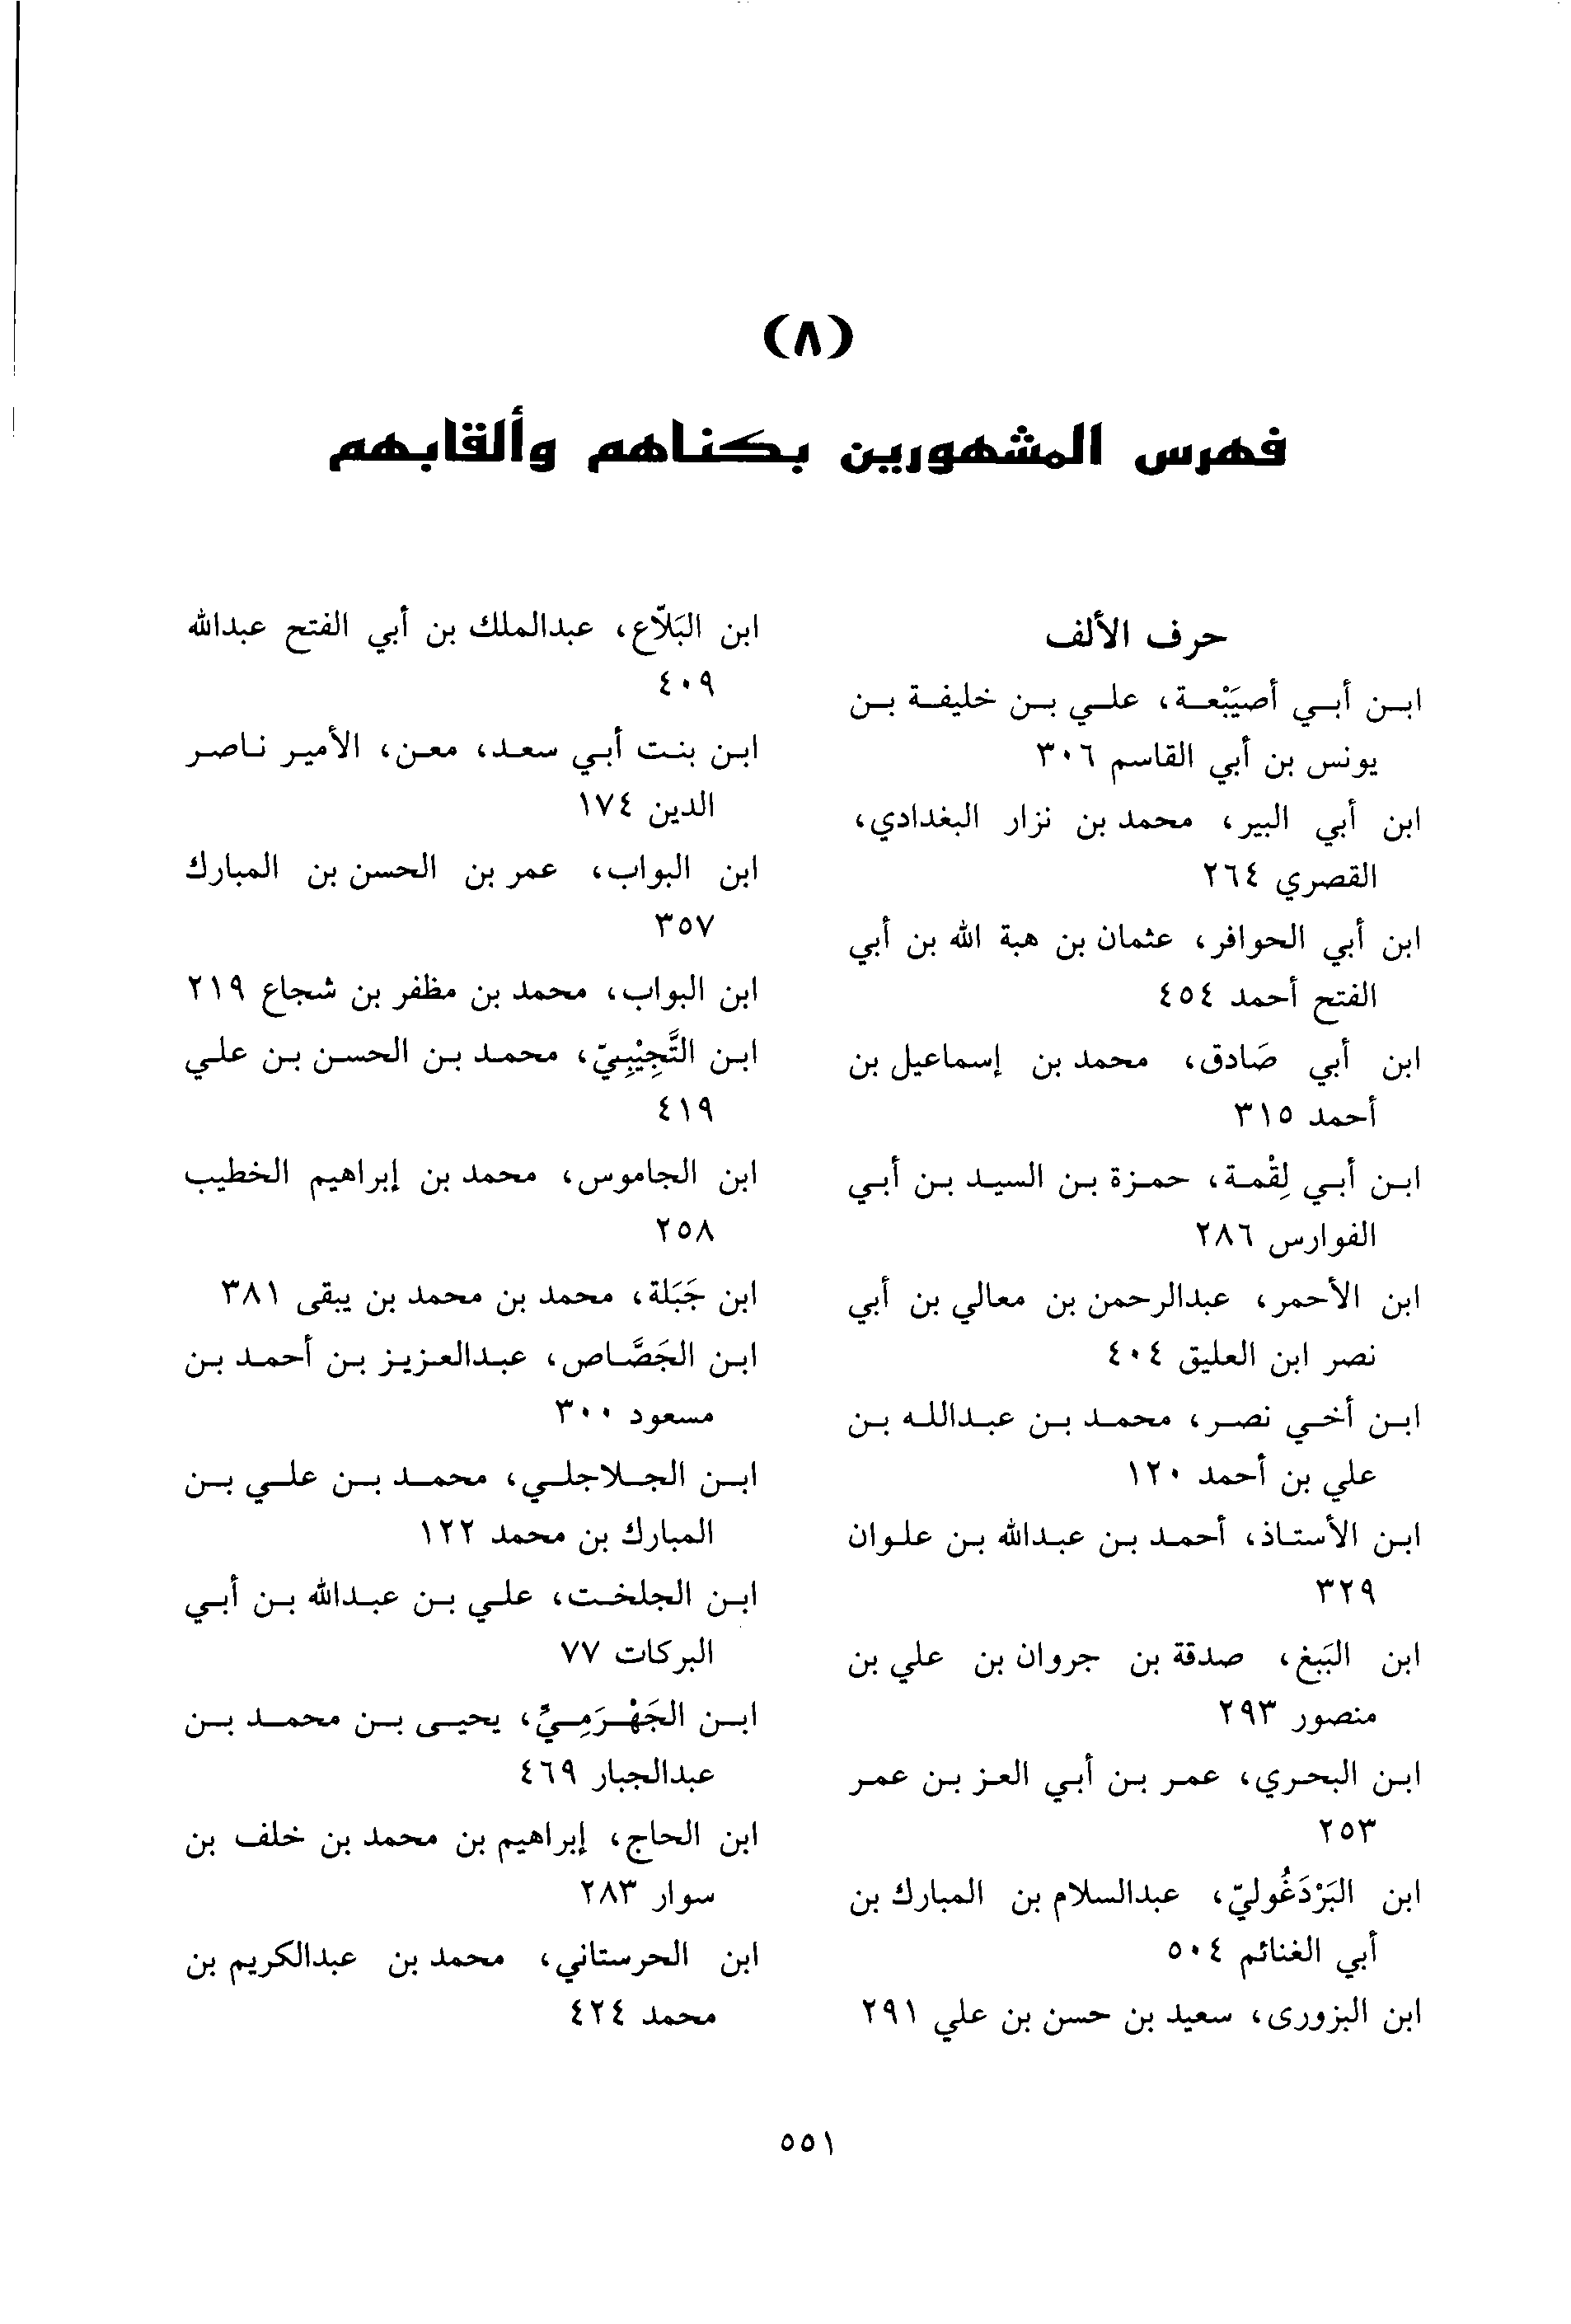 (٨)
فهرس المشهورين بكناهم وألقابهم
حرف الألف
ابن أبي أصَيْبْعة، علي بن خليفة بن
يونس بن أبي القاسم ٣٠٦
ابن أبي البير، محمد بن نزار البغدادي،
القصري ٢٦٤
ابن أبي الحوافر، عثمان بن هبة الله بن أبي
الفتح أحمد ٤٥٤
ابن أبي صَادق، محمد بن إسماعيل بن
أحمد ٣١٥
ابن أبي لِقْمة، حمزة بن السيد بن أبي
الفوارس ٢٨٦
ابن الأحمر، عبدالرحمن بن معالي بن أبي
نصر ابن العليق ٤٠٤
ابن أخي نصر، محمد بن عبدالله بن
علي بن أحمد ١٢٠
ابن الأستاذ، أحمد بن عبدالله بن علوان
٣٢٩
ابن البَبغ، صدقة بن جروان بن علي بن
منصور ٢٩٣
ابن البحري، عمر بن أبي العز بن عمر
٢٥٣
ابن البَرْدَغُوليّ، عبدالسلام بن المبارك بن
أبي الغنائم ٥٠٤
ابن البزورى، سعيد بن حسن بن علي ٢٩١
ابن البَلاّع، عبدالملك بن أبي الفتح عبدالله
٤٠٩
ابن بنت أبي سعد، معن، الأمير ناصر
الدين ١٧٤
ابن البواب، عمر بن الحسن بن المبارك
٣٥٧
ابن البواب، محمد بن مظفر بن شجاع ٢١٩
ابن التَّجِيْبِيّ، محمد بن الحسن بن علي
٤١٩
ابن الجاموس، محمد بن إبراهيم الخطيب
٢٥٨
ابن جَبَلة، محمد بن محمد بن يبقى ٣٨١
ابن الجَصَّاص، عبدالعزيز بن أحمد بن
مسعود ٣٠٠
ابن الجلاجلي، محمد بن علي بن
المبارك بن محمد ١٢٢
ابن الجلخت، علي بن عبدالله بن أبي
البركات ٧٧
ابن الجَهْرَمِيُّ، يحيى بن محمد بن
عبدالجبار ٤٦٩
ابن الحاج، إبراهيم بن محمد بن خلف بن
سوار ٢٨٣
ابن الحرستاني، محمد بن عبدالكريم بن
محمد ٤٢٤
٥٥١